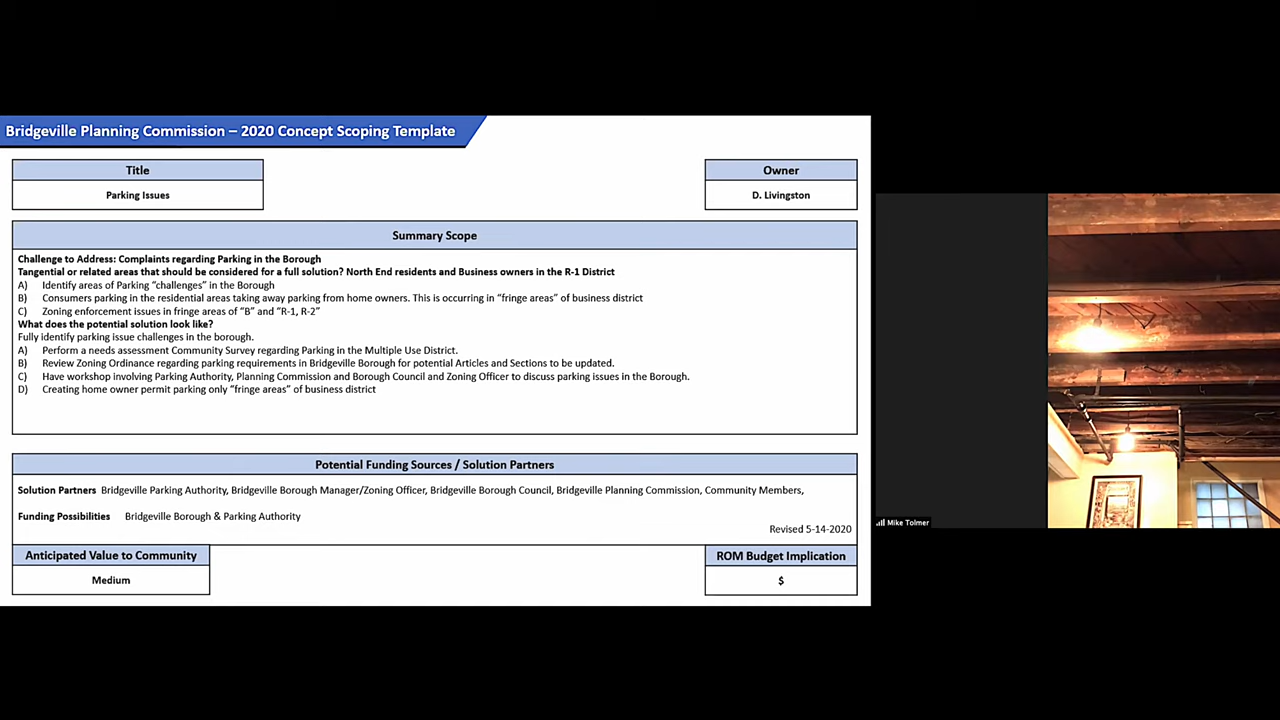 Bridgeville Planning Commission – 2020 Concept Scoping Template
Title
Parking Issues
Owner
D. Livingston
Summary Scope
Challenge to Address: Complaints regarding Parking in the Borough
Tangential or related areas that should be considered for a full solution? North End residents and Business owners in the R-1 District
A) Identify areas of Parking “challenges” in the Borough
B) Consumers parking in the residential areas taking away parking from home owners. This is occurring in “fringe areas” of business district
C) Zoning enforcement issues in fringe areas of “B” and “R-1, R-2”
What does the potential solution look like?
Fully identify parking issue challenges in the borough.
A) Perform a needs assessment Community Survey regarding Parking in the Multiple Use District.
B) Review Zoning Ordinance regarding parking requirements in Bridgeville Borough for potential Articles and Sections to be updated.
C) Have workshop involving Parking Authority, Planning Commission and Borough Council and Zoning Officer to discuss parking issues in the Borough.
D) Creating home owner permit parking only “fringe areas” of business district
Potential Funding Sources / Solution Partners
Solution Partners Bridgeville Parking Authority, Bridgeville Borough Manager/Zoning Officer, Bridgeville Borough Council, Bridgeville Planning Commission, Community Members,
Funding Possibilities Bridgeville Borough & Parking Authority
Revised 5-14-2020
Anticipated Value to Community
Medium
ROM Budget Implication
$
Mike Tolmer